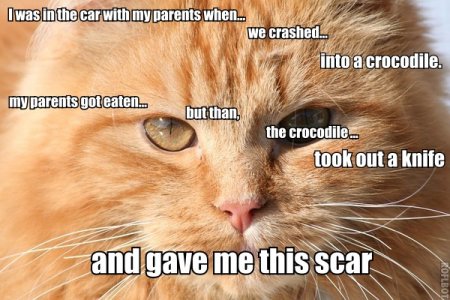 I was in the car with my parents when...
we crashed...
into a crocodile.
my parents got eaten...
but than,
the crocodile ...
took out a knife
and gave me this scar
ROFLBOT